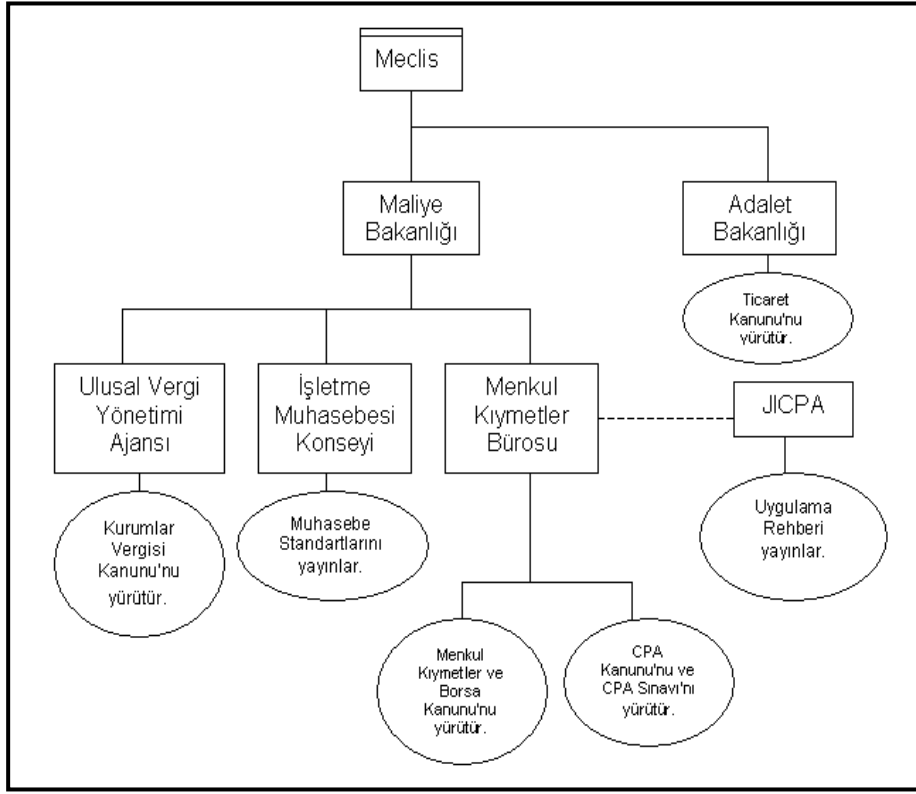 Meclis
Maliye
Bakanlığı
Adalet
Bakanlığı
Ticaret
Kanunu'nu
yürütür.
Ulusal Vergi
Yönetimi
Ajansı
İşletme
Muhasebesi
Konseyi
Menkul
Kıymetler
Bürosu
JICPA
Kurumlar
Vergisi
Kanunu'nu
yürütür.
Muhasebe
Standartlarını
yayınlar.
Uygulama
Rehberi
yayınlar.
Menkul
Kıymetler ve
Borsa
Kanunu'nu
yürütür.
CPA
Kanunu'nu ve
CPA Sınavı'nı
yürütür.